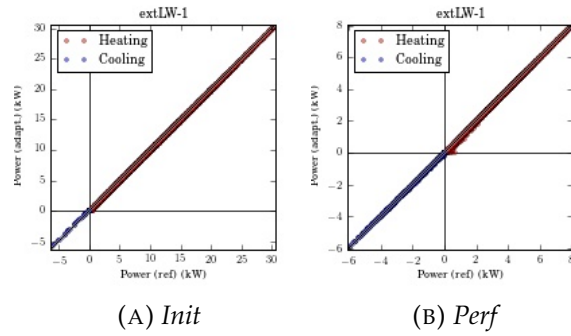 extLW-1
30
25
20
15
10
5
0
−5
Power (adapt.) (kW)
Heating
Cooling
−5 0 5 10 15 20 25 30
Power (ref) (kW)
(A) Init
extLW-1
8
6
4
2
0
−2
−4
−6
Power (adapt.) (kW)
Heating
Cooling
−6 −4 −2 0 2 4 6 8
Power (ref) (kW)
(B) Perf